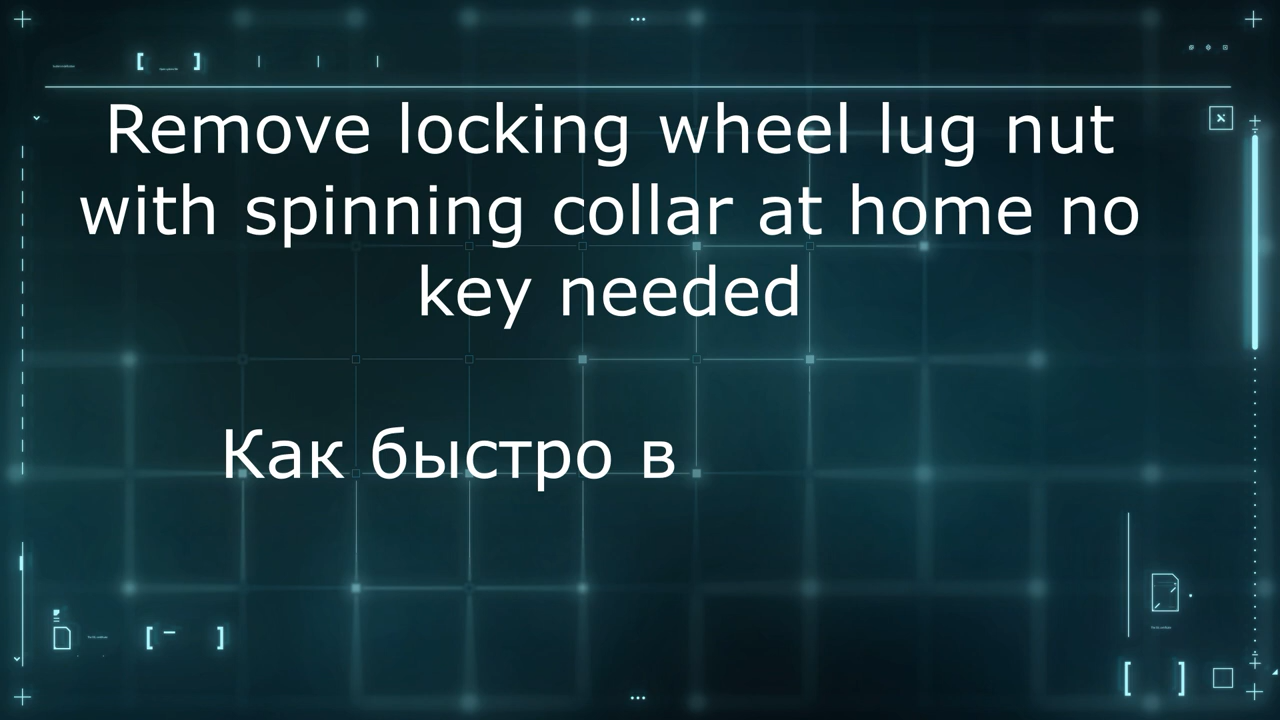 Remove locking wheel lug nut
with spinning collar at home no
key needed
Как быстро в